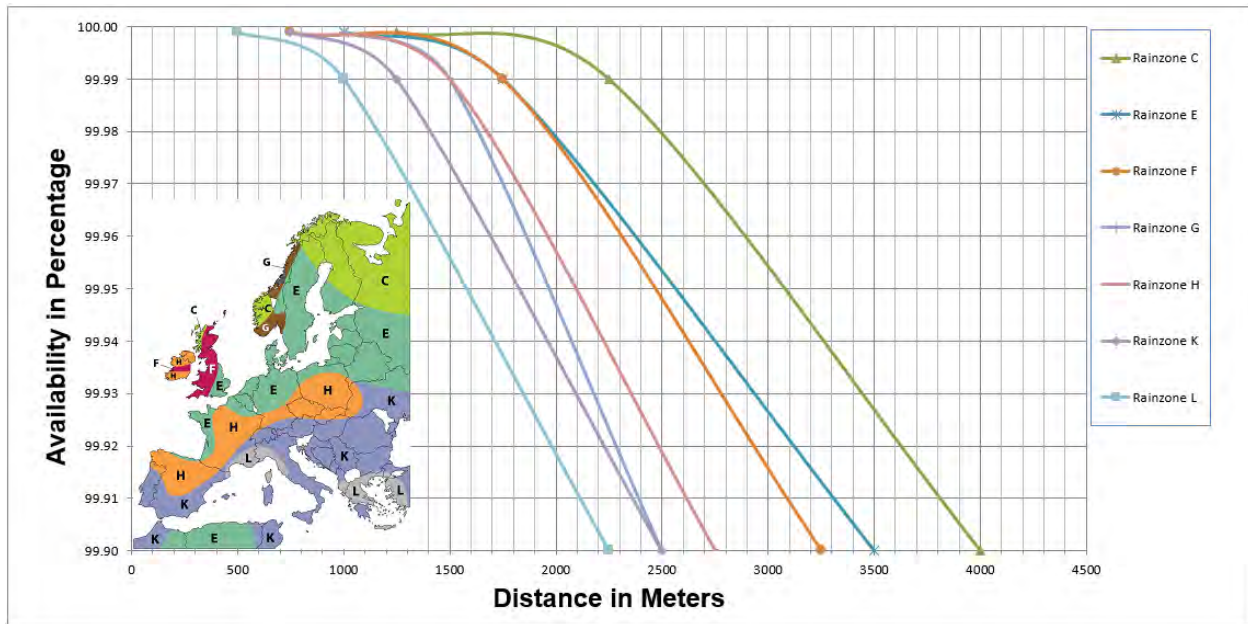 100.00
99.99
99.98
99.97
99.96
99.95
99.94
99.93
99.92
99.91
99.90
Availability in Percentage
0 500 1000 1500 2000 2500 3000 3500 4000 4500
Distance in Meters
Rainzone C
Rainzone E
Rainzone F
Rainzone G
Rainzone H
Rainzone K
Rainzone L
G
E
C
C
C
G
F
F
H
F
H
E
E
E
H
K
E
H
L
K
H
K
L
L
K
E
K